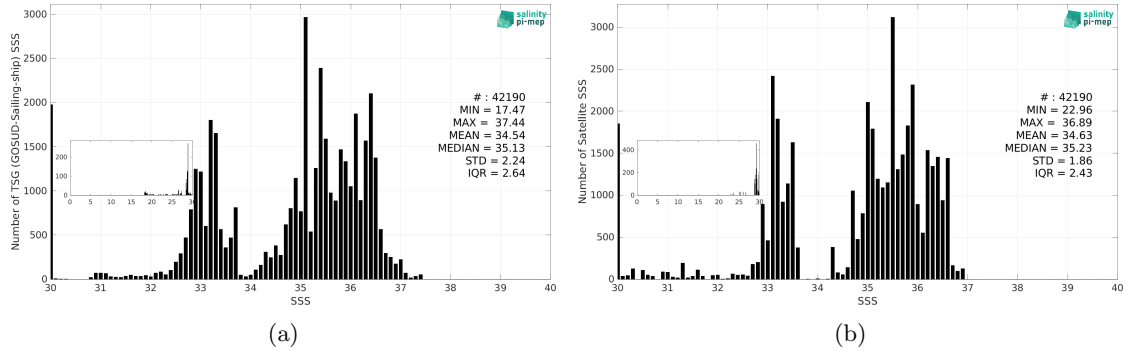 3000
2500
2000
1500
1000
500
0
Number of TSG (GOSUD-Sailing-ship) SSS
salinity
pi-mep
# : 42190
MIN = 17.47
MAX = 37.44
MEAN = 34.54
MEDIAN = 35.13
STD = 2.24
IQR = 2.64
200
100
0
0 5 10 15 20 25 30
30 31 32 33 34 35 36 37 38 39 40
SSS
(a)
3000
2500
2000
1500
1000
500
0
Number of Satellite SSS
salinity
pi-mep
# : 42190
MIN = 22.96
MAX = 36.89
MEAN = 34.63
MEDIAN = 35.23
STD = 1.86
IQR = 2.43
400
200
0
0 5 10 15 20 25 30
30 31 32 33 34 35 36 37 38 39 40
SSS
(b)